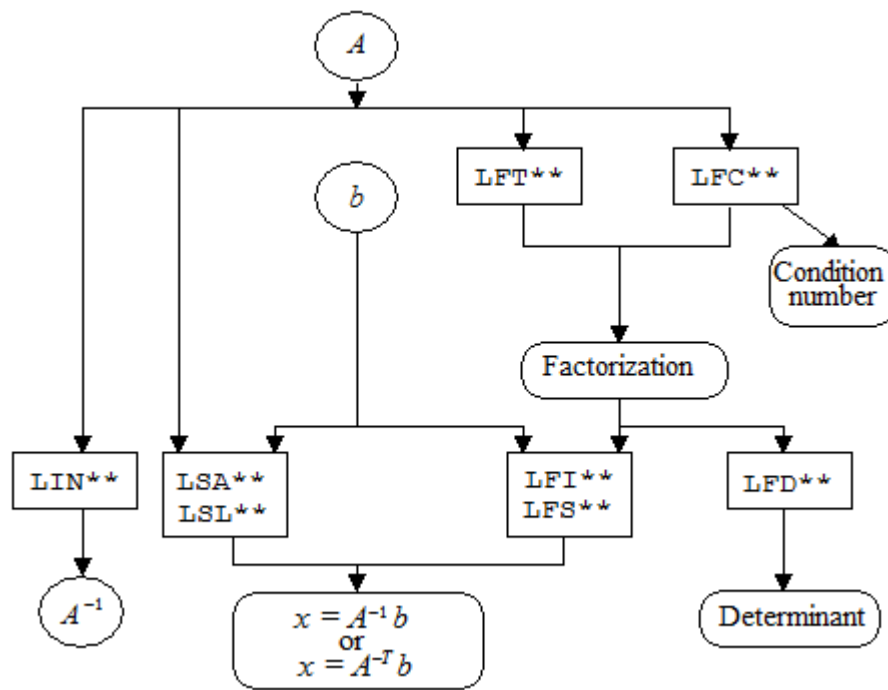 A
LFT**
LFC**
b
Condition
number
Factorization
LIN**
LSA**
LSL**
LFI**
LFS**
LFD**
A⁻¹
x = A⁻¹ b
or
x = A⁻ᵀ b
Determinant